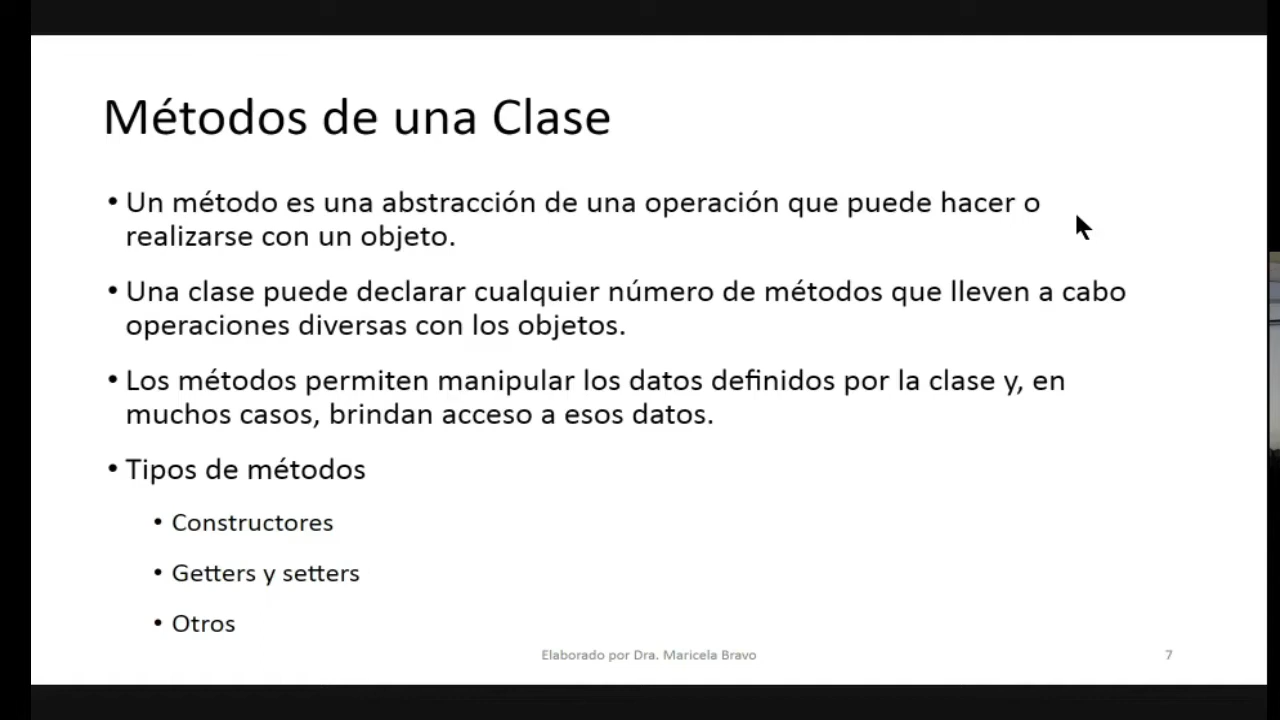 Métodos de una Clase
• Un método es una abstracción de una operación que puede hacer o
realizarse con un objeto.
• Una clase puede declarar cualquier número de métodos que lleven a cabo
operaciones diversas con los objetos.
• Los métodos permiten manipular los datos definidos por la clase y, en
muchos casos, brindan acceso a esos datos.
• Tipos de métodos
• Constructores
• Getters y setters
• Otros
Elaborado por Dra. Maricela Bravo
7